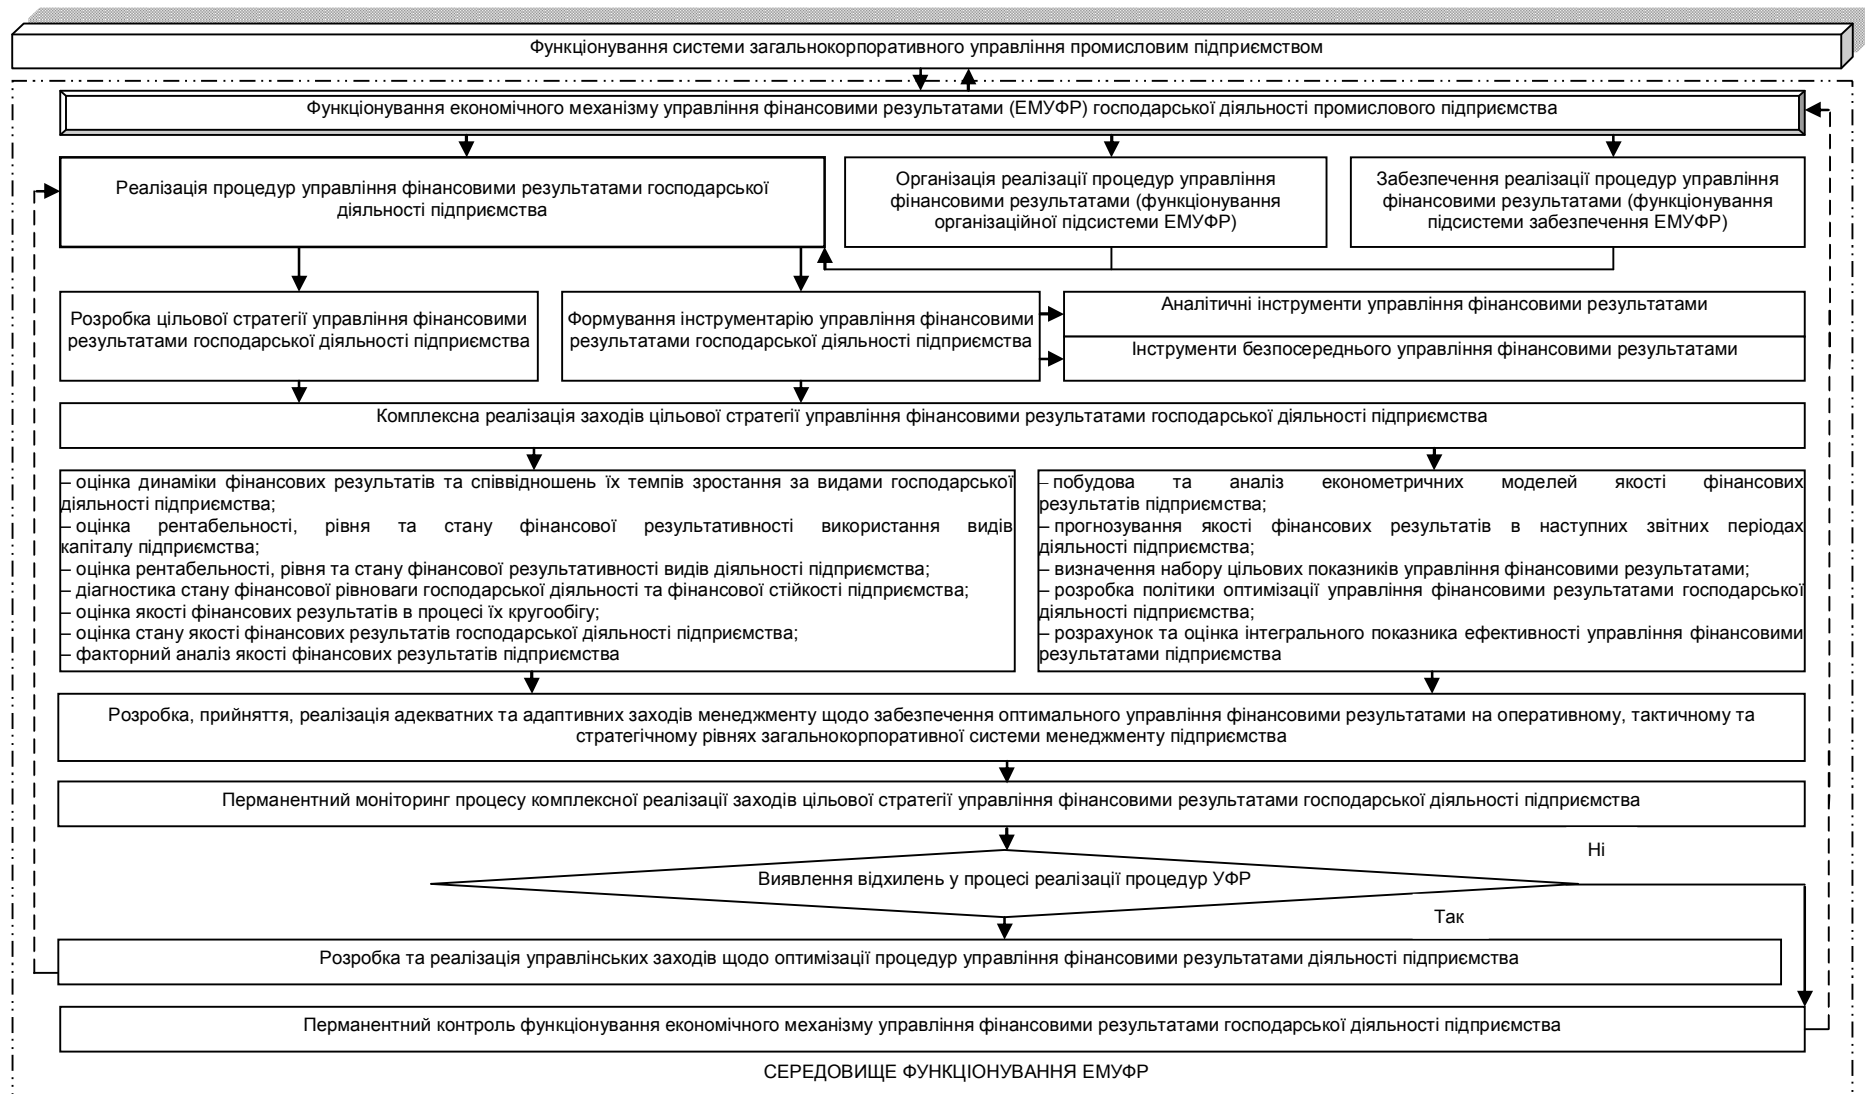 Функціонування системи загальнокорпоративного управління промисловим підприємством
Функціонування економічного механізму управління фінансовими результатами (ЕМУФР) господарської діяльності промислового підприємства
Реалізація процедур управління фінансовими результатами господарської
діяльності підприємства
Організація реалізації процедур управління
фінансовими результати (функціонування
організаційної підсистеми ЕМУФР)
Забезпечення реалізації процедур управління
фінансовими результати (функціонування
підсистеми забезпечення ЕМУФР)
Розробка цільової стратегії управління фінансовими
результатами господарської діяльності підприємства
Формування інструментарію управління фінансовими
результатами господарської діяльності підприємства
Аналітичні інструменти управління фінансовими результатами
Інструменти безпосереднього управління фінансовими результатами
Комплексна реалізація заходів цільової стратегії управління фінансовими результатами господарської діяльності підприємства
– оцінка динаміки фінансових результатів та співвідношень їх темпів зростання за видами господарської
діяльності підприємства;
– оцінка рентабельності, рівня та стану фінансової результативності використання видів
капіталу підприємства;
– оцінка рентабельності, рівня та стану фінансової результативності видів діяльності підприємства;
– діагностика стану фінансової рівноваги господарської діяльності та фінансової стійкості підприємства;
– оцінка якості фінансових результатів в процесі їх кругообігу;
– оцінка стану якості фінансових результатів господарської діяльності підприємства;
– факторний аналіз якості фінансових результатів підприємства
– побудова та аналіз економетричних моделей якості фінансових
результатів підприємства;
– прогнозування якості фінансових результатів в наступних звітних періодах
діяльності підприємства;
– визначення набору цільових показників управління фінансовими результатами;
– розробка політики оптимізації управління фінансовими результатами господарської
діяльності підприємства;
– розрахунок та оцінка інтегрального показника ефективності управління фінансовими
результатами підприємства
Розробка, прийняття, реалізація адекватних та адаптивних заходів менеджменту щодо забезпечення оптимального управління фінансовими результатами на оперативному, тактичному та
стратегічному рівнях загальнокорпоративної системи менеджменту підприємства
Перманентний моніторинг процесу комплексної реалізації заходів цільової стратегії управління фінансовими результатами господарської діяльності підприємства
Ні
Виявлення відхилень у процесі реалізації процедур УФР
Так
Розробка та реалізація управлінських заходів щодо оптимізації процедур управління фінансовими результатами діяльності підприємства
Перманентний контроль функціонування економічного механізму управління фінансовими результатами господарської діяльності підприємства
СЕРЕДОВИЩЕ ФУНКЦІОНУВАННЯ ЕМУФР